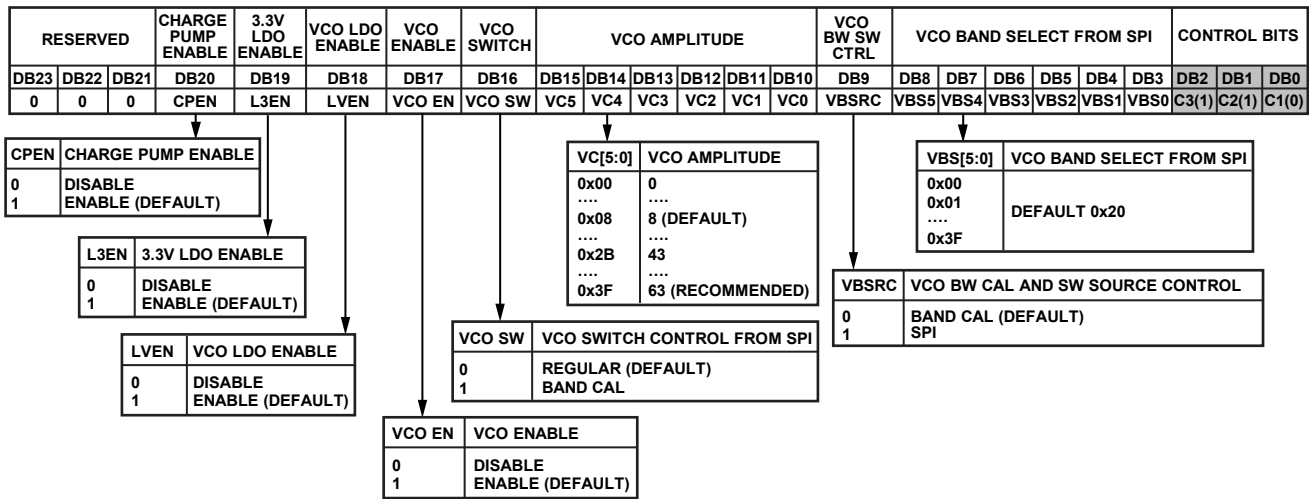 RESERVED CHARGE PUMP ENABLE 3.3V LDO ENABLE VCO LDO ENABLE VCO ENABLE VCO SWITCH VCO AMPLITUDE VCO BW SW CTRL VCO BAND SELECT FROM SPI CONTROL BITS
DB23 DB22 DB21 DB20 DB19 DB18 DB17 DB16 DB15 DB14 DB13 DB12 DB11 DB10 DB9 DB8 DB7 DB6 DB5 DB4 DB3 DB2 DB1 DB0
0 0 0 CPEN L3EN LVEN VCO EN VCO SW VC5 VC4 VC3 VC2 VC1 VC0 VBSRC VBS5 VBS4 VBS3 VBS2 VBS1 VBS0 C3(1) C2(1) C1(0)
CPEN CHARGE PUMP ENABLE
0 DISABLE
1 ENABLE (DEFAULT)
L3EN 3.3V LDO ENABLE
0 DISABLE
1 ENABLE (DEFAULT)
LVEN VCO LDO ENABLE
0 DISABLE
1 ENABLE (DEFAULT)
VCO EN VCO ENABLE
0 DISABLE
1 ENABLE (DEFAULT)
VCO SW VCO SWITCH CONTROL FROM SPI
0 REGULAR (DEFAULT)
1 BAND CAL
VC[5:0] VCO AMPLITUDE
0x00 0
.... ....
0x08 8 (DEFAULT)
.... ....
0x2B 43
.... ....
0x3F 63 (RECOMMENDED)
VBSRC VCO BW CAL AND SW SOURCE CONTROL
0 BAND CAL (DEFAULT)
1 SPI
VBS[5:0] VCO BAND SELECT FROM SPI
0x00
0x01
.... DEFAULT 0x20
0x3F